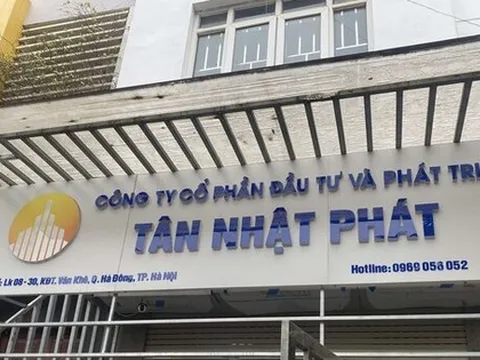 CÔNG TY CỔ PHẦN ĐẦU TƯ VÀ PHÁT
TÂN NHẬT PHÁT
Lk 08 - 30, KĐT. Văn Khê, Q. Hà Đông, TP. Hà Nội
Hotline: 0969 056 052